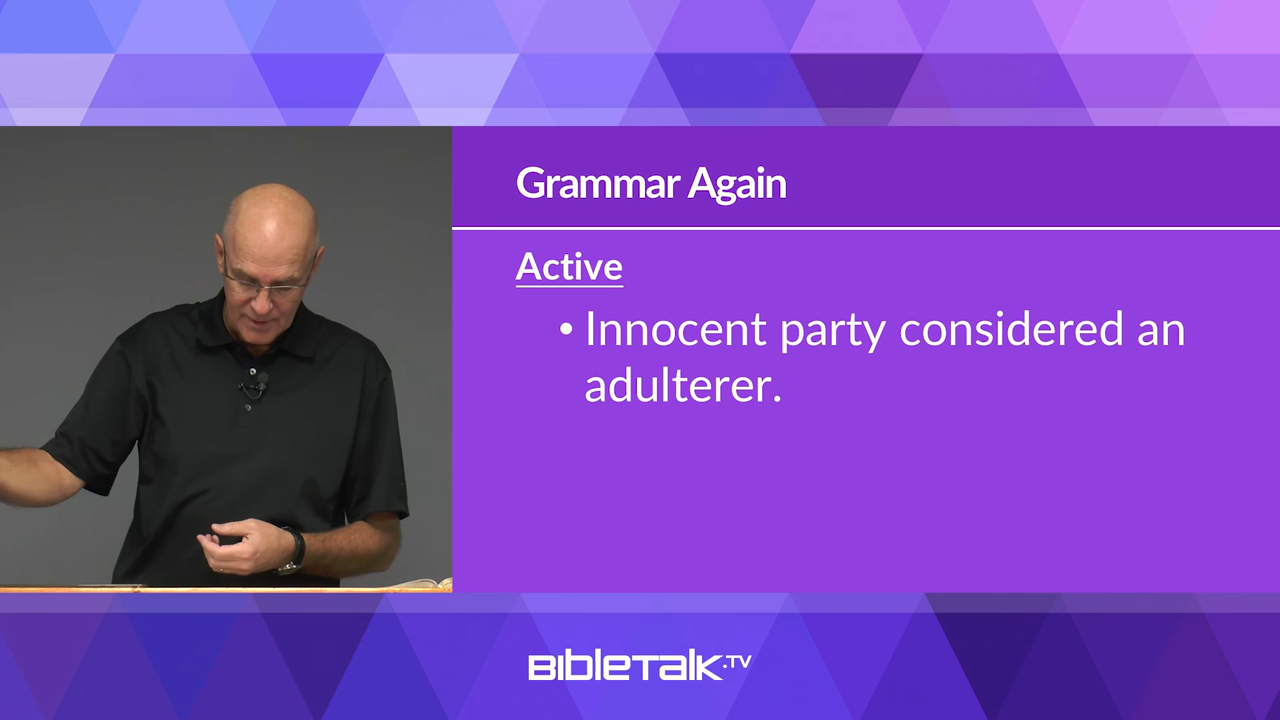 Grammar Again
Active
• Innocent party considered an
adulterer.
BibleTalk.TV